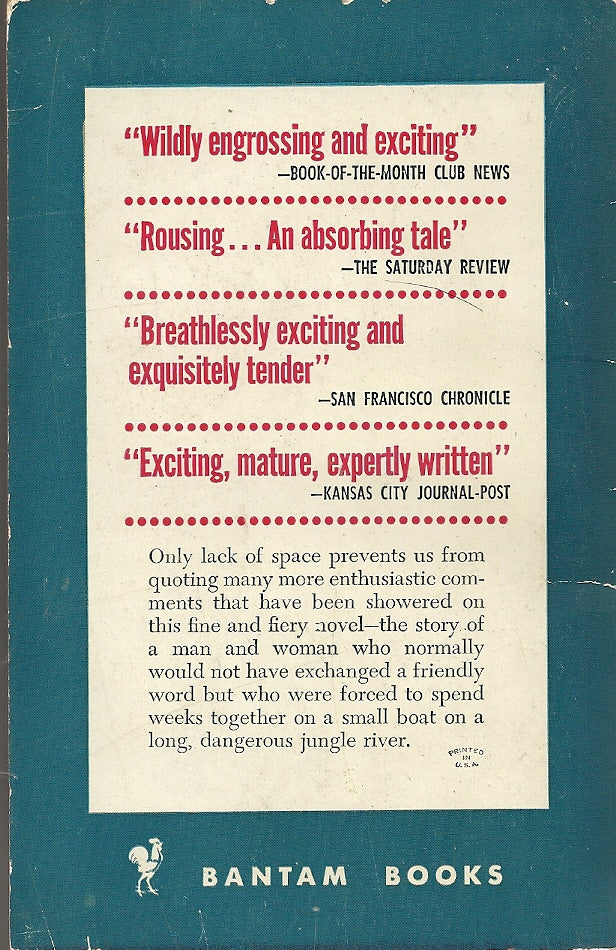 “Wildly engrossing and exciting”
—BOOK-OF-THE-MONTH CLUB NEWS
“Rousing... An absorbing tale”
—THE SATURDAY REVIEW
“Breathlessly exciting and
exquisitely tender”
—SAN FRANCISCO CHRONICLE
“Exciting, mature, expertly written”
—KANSAS CITY JOURNAL-POST
Only lack of space prevents us from
quoting many more enthusiastic com-
ments that have been showered on
this fine and fiery novel—the story of
a man and woman who normally
would not have exchanged a friendly
word but who were forced to spend
weeks together on a small boat on a
long, dangerous jungle river.
PRINTED
IN
U.S.A.
BANTAM BOOKS